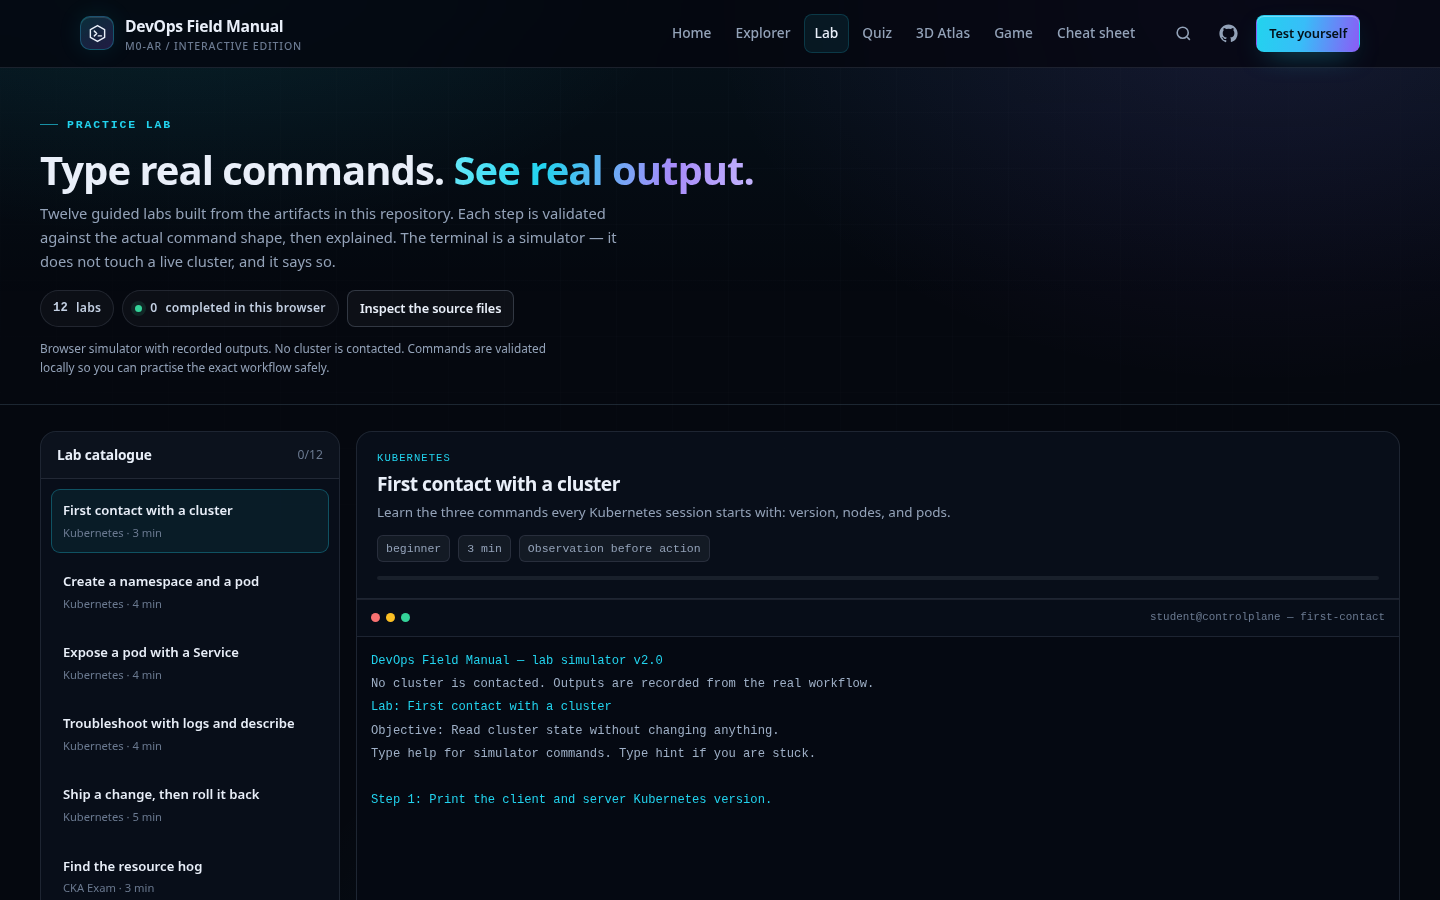 DevOps Field Manual
M0-AR / INTERACTIVE EDITION
Home
Explorer
Lab
Quiz
3D Atlas
Game
Cheat sheet
Test yourself
PRACTICE LAB
Type real commands. See real output.
Twelve guided labs built from the artifacts in this repository. Each step is validated
against the actual command shape, then explained. The terminal is a simulator — it
does not touch a live cluster, and it says so.
12 labs
0 completed in this browser
Inspect the source files
Browser simulator with recorded outputs. No cluster is contacted. Commands are validated
locally so you can practise the exact workflow safely.
Lab catalogue
0/12
First contact with a cluster
Kubernetes · 3 min
Create a namespace and a pod
Kubernetes · 4 min
Expose a pod with a Service
Kubernetes · 4 min
Troubleshoot with logs and describe
Kubernetes · 4 min
Ship a change, then roll it back
Kubernetes · 5 min
Find the resource hog
CKA Exam · 3 min
KUBERNETES
First contact with a cluster
Learn the three commands every Kubernetes session starts with: version, nodes, and pods.
beginner
3 min
Observation before action
student@controlplane — first-contact
DevOps Field Manual — lab simulator v2.0
No cluster is contacted. Outputs are recorded from the real workflow.
Lab: First contact with a cluster
Objective: Read cluster state without changing anything.
Type help for simulator commands. Type hint if you are stuck.
Step 1: Print the client and server Kubernetes version.